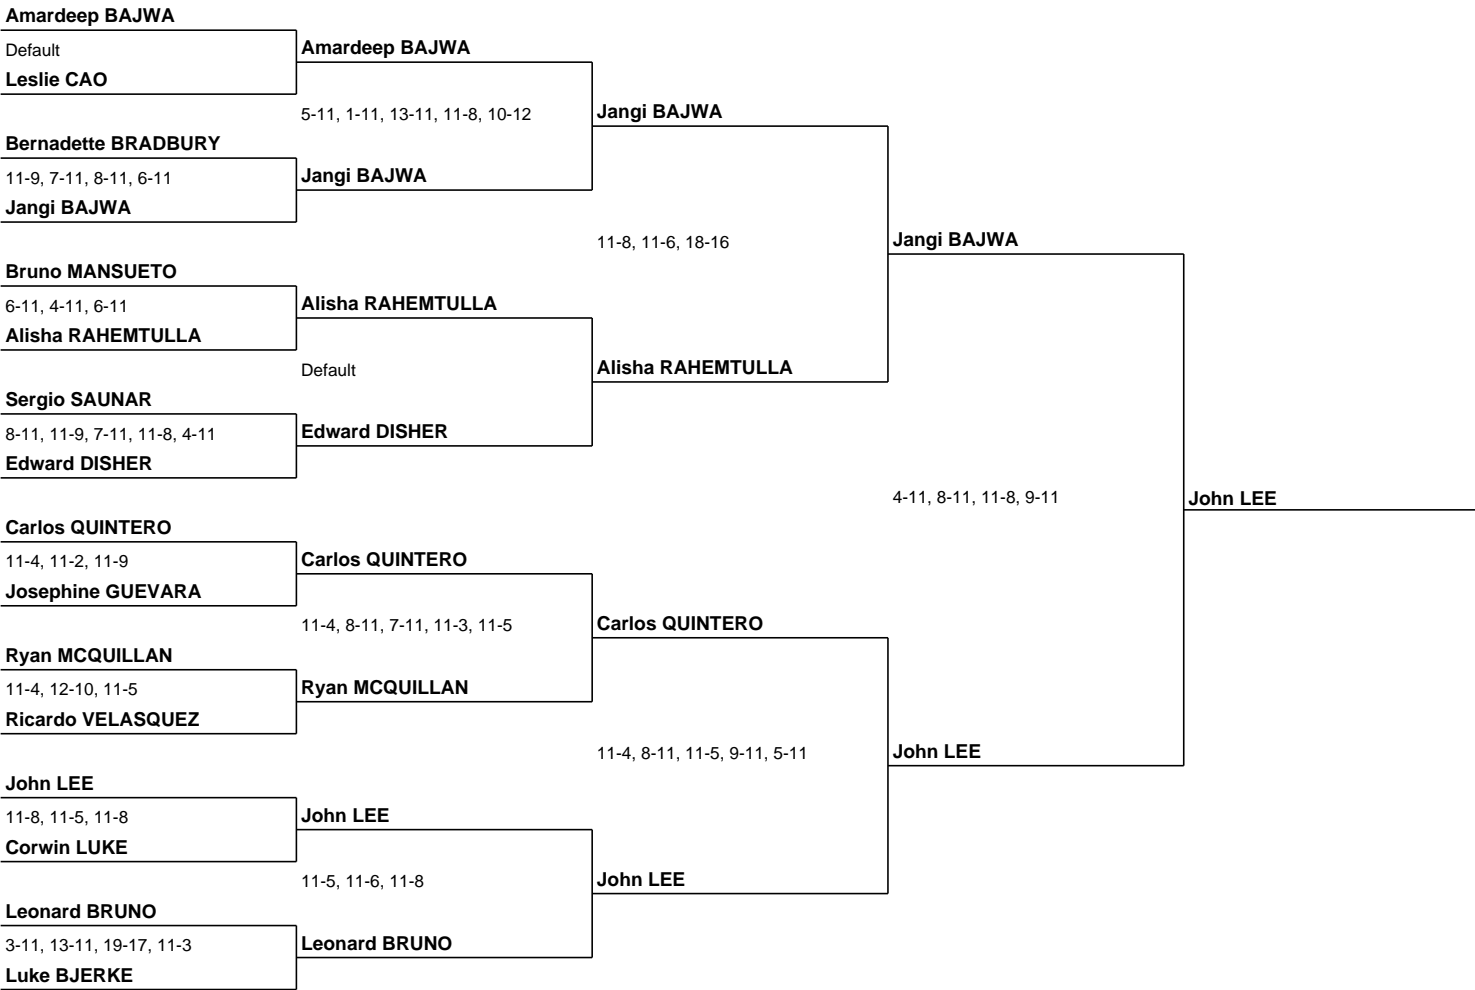 Amardeep BAJWA
Default
Leslie CAO
Bernadette BRADBURY
11-9, 7-11, 8-11, 6-11
Jangi BAJWA
Bruno MANSUETO
6-11, 4-11, 6-11
Alisha RAHEMTULLA
Sergio SAUNAR
8-11, 11-9, 7-11, 11-8, 4-11
Edward DISHER
Carlos QUINTERO
11-4, 11-2, 11-9
Josephine GUEVARA
Ryan MCQUILLAN
11-4, 12-10, 11-5
Ricardo VELASQUEZ
John LEE
11-8, 11-5, 11-8
Corwin LUKE
Leonard BRUNO
3-11, 13-11, 19-17, 11-3
Luke BJERKE
Amardeep BAJWA
5-11, 1-11, 13-11, 11-8, 10-12
Jangi BAJWA
Alisha RAHEMTULLA
Default
Edward DISHER
Carlos QUINTERO
11-4, 8-11, 7-11, 11-3, 11-5
Ryan MCQUILLAN
John LEE
11-5, 11-6, 11-8
Leonard BRUNO
Jangi BAJWA
11-8, 11-6, 18-16
Alisha RAHEMTULLA
Carlos QUINTERO
11-4, 8-11, 11-5, 9-11, 5-11
John LEE
Jangi BAJWA
4-11, 8-11, 11-8, 9-11
John LEE
John LEE